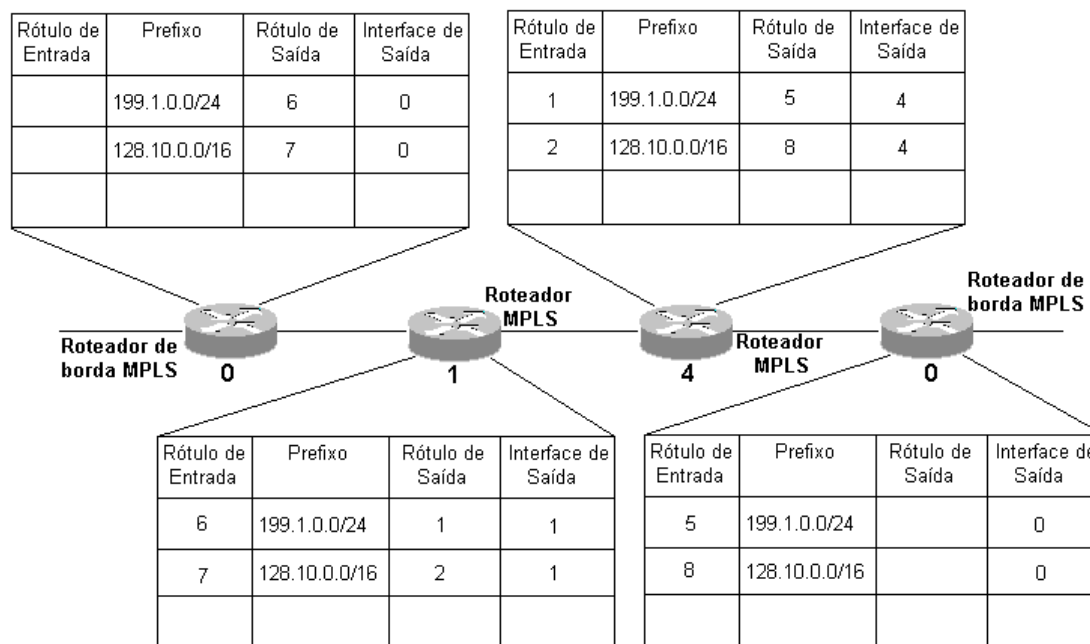 Rótulo de Entrada | Prefixo | Rótulo de Saída | Interface de Saída
199.1.0.0/24 | 6 | 0
128.10.0.0/16 | 7 | 0
Rótulo de Entrada | Prefixo | Rótulo de Saída | Interface de Saída
1 | 199.1.0.0/24 | 5 | 4
2 | 128.10.0.0/16 | 8 | 4
Roteador de borda MPLS
0
Roteador MPLS
1
Roteador MPLS
4
Roteador de borda MPLS
0
Rótulo de Entrada | Prefixo | Rótulo de Saída | Interface de Saída
6 | 199.1.0.0/24 | 1 | 1
7 | 128.10.0.0/16 | 2 | 1
Rótulo de Entrada | Prefixo | Rótulo de Saída | Interface de Saída
5 | 199.1.0.0/24 | 0
8 | 128.10.0.0/16 | 0